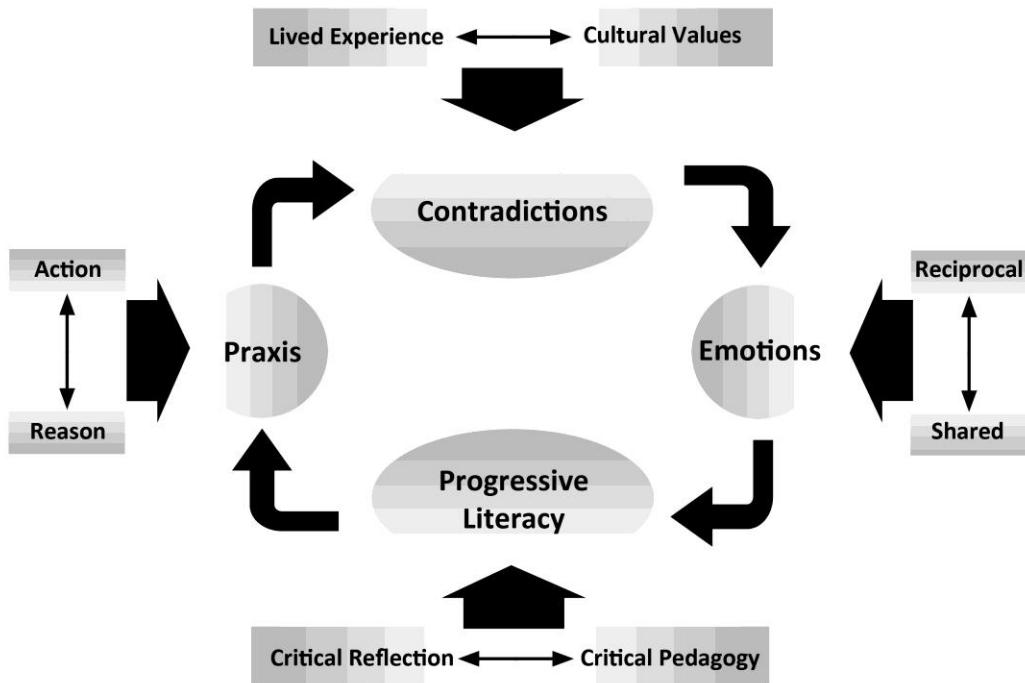 Lived Experience
Cultural Values
Contradictions
Action
Reciprocal
Praxis
Emotions
Reason
Shared
Progressive
Literacy
Critical Reflection
Critical Pedagogy